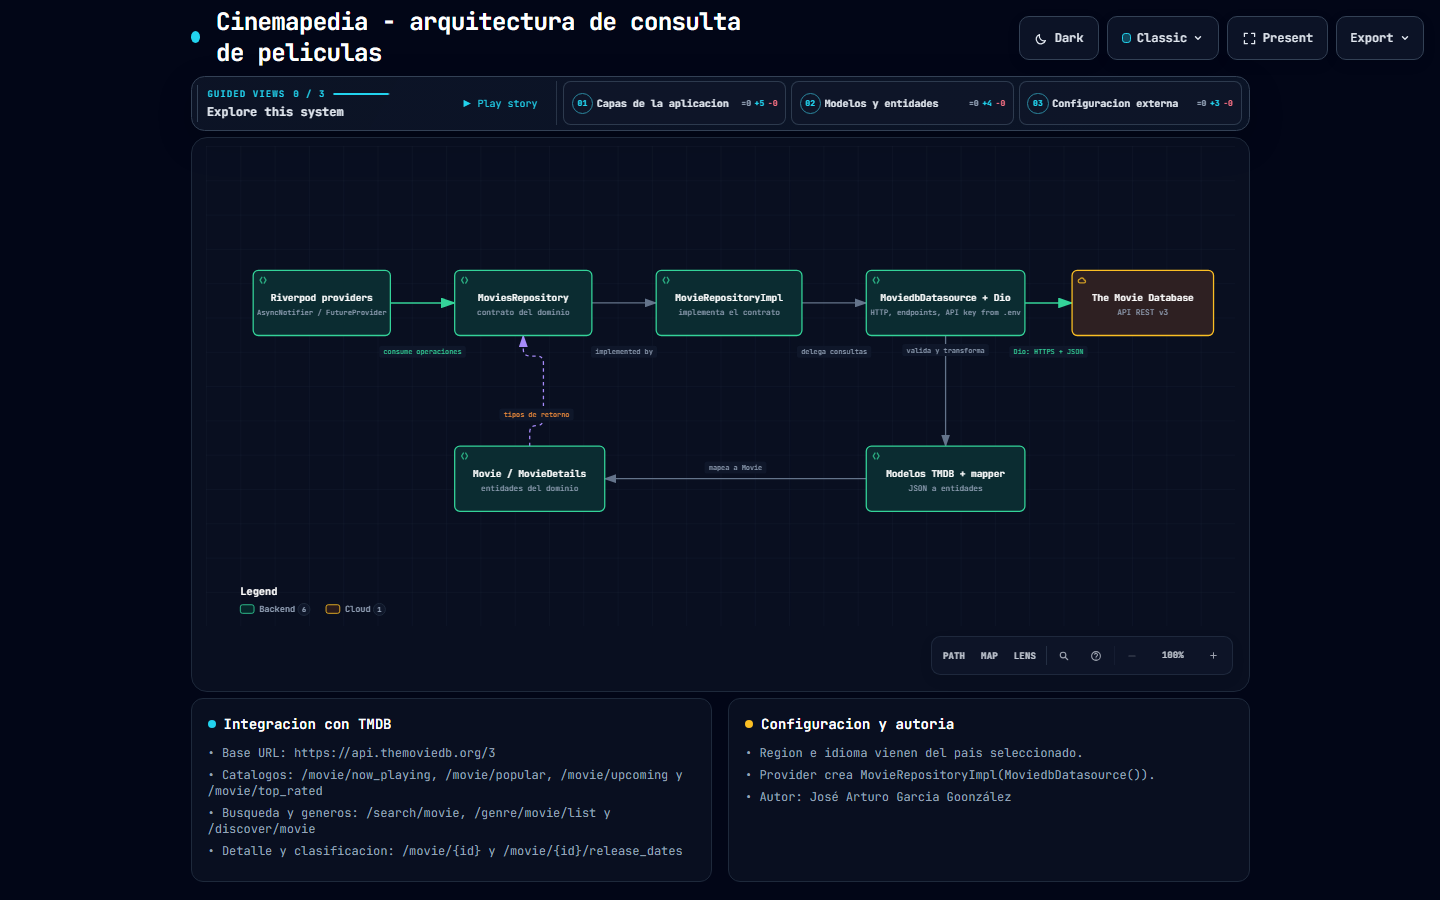 Cinemapedia - arquitectura de consulta
de peliculas
Dark
Classic
Present
Export
GUIDED VIEWS 0 / 3
Explore this system
Play story
01 Capas de la aplicacion =0 +5 -0
02 Modelos y entidades =0 +4 -0
03 Configuracion externa =0 +3 -0
Riverpod providers
AsyncNotifier / FutureProvider
MoviesRepository
contrato del dominio
MovieRepositoryImpl
implementa el contrato
MoviedbDatasource + Dio
HTTP, endpoints, API key from .env
The Movie Database
API REST v3
consume operaciones
implemented by
delega consultas
valida y transforma
Dio: HTTPS + JSON
tipos de retorno
Movie / MovieDetails
entidades del dominio
mapea a Movie
Modelos TMDB + mapper
JSON a entidades
Legend
Backend 6
Cloud 1
PATH MAP LENS
100%
Integracion con TMDB
• Base URL: https://api.themoviedb.org/3
• Catalogos: /movie/now_playing, /movie/popular, /movie/upcoming y
/movie/top_rated
• Busqueda y generos: /search/movie, /genre/movie/list y
/discover/movie
• Detalle y clasificacion: /movie/{id} y /movie/{id}/release_dates
Configuracion y autoria
• Region e idioma vienen del pais seleccionado.
• Provider crea MovieRepositoryImpl(MoviedbDatasource()).
• Autor: José Arturo Garcia Goonzález